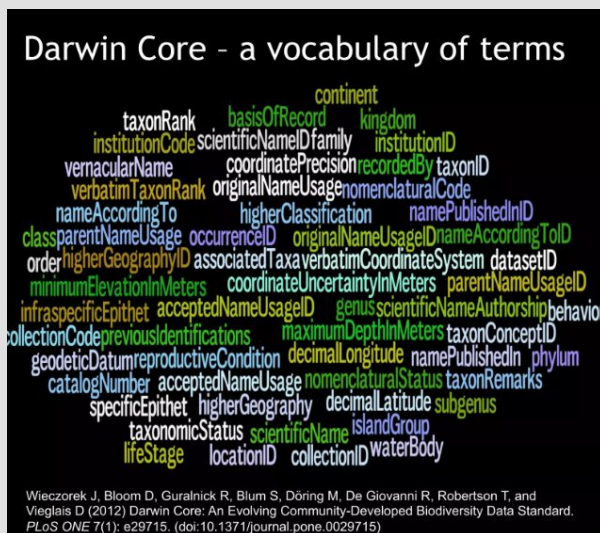 Darwin Core - a vocabulary of terms
continent
taxonRank basisOfRecord kingdom
institutionCode scientificNameID family institutionID
vernacularName coordinatePrecision recordedBy taxonID
verbatimTaxonRank originalNameUsage nomenclaturalCode
nameAccordingTo higherClassification namePublishedInID
class parentNameUsage occurrenceID originalNameUsageID nameAccordingToID
order higherGeographyID associatedTaxa verbatimCoordinateSystem datasetID
minimumElevationInMeters coordinateUncertaintyInMeters parentNameUsageID
infraspecificEpithet acceptedNameUsageID genus scientificNameAuthorship behavior
collectionCode previousIdentifications maximumDepthInMeters taxonConceptID
geodeticDatum reproductiveCondition decimalLongitude namePublishedIn phylum
catalogNumber acceptedNameUsage nomenclaturalStatus taxonRemarks
specificEpithet higherGeography decimalLatitude subgenus
taxonomicStatus scientificName islandGroup
lifeStage locationID collectionID waterBody
Wieczorek J, Bloom D, Guralnick R, Blum S, Döring M, De Giovanni R, Robertson T, and
Vieglais D (2012) Darwin Core: An Evolving Community-Developed Biodiversity Data Standard.
PLoS ONE 7(1): e29715. (doi:10.1371/journal.pone.0029715)